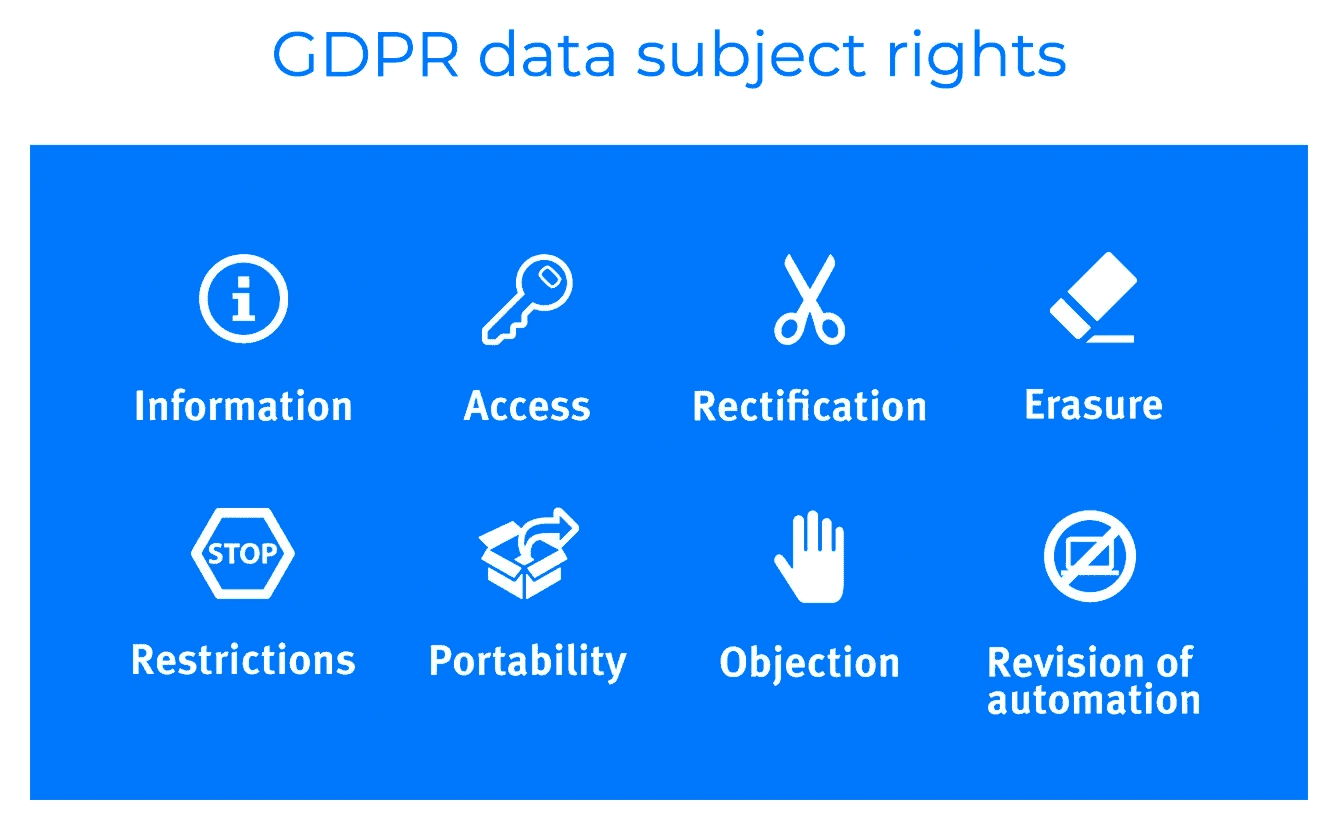 GDPR data subject rights
i
Information
Access
Rectification
Erasure
STOP
Restrictions
Portability
Objection
Revision of
automation